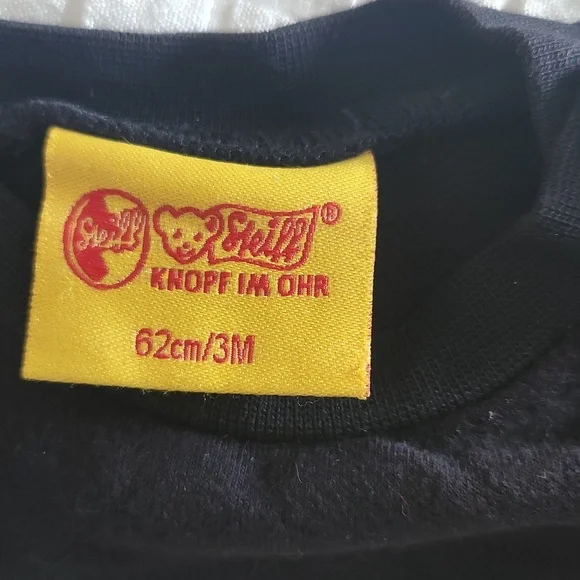 Steiff Steiff®
KNOPF IM OHR
62cm/3M